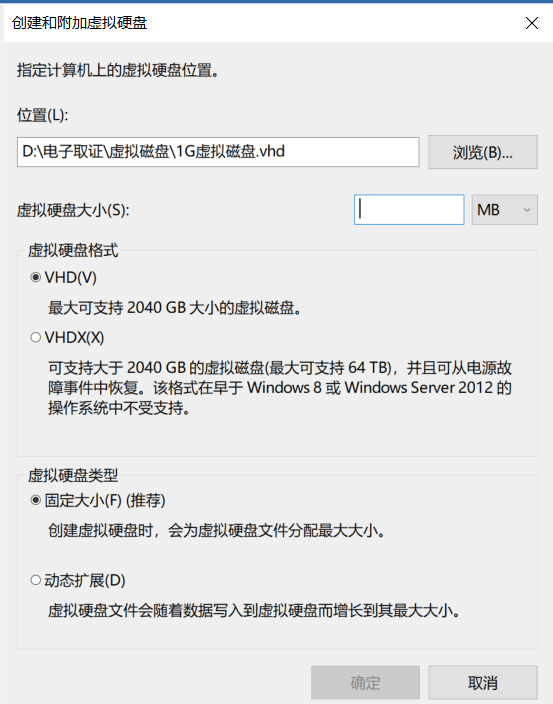 创建和附加虚拟硬盘
指定计算机上的虚拟硬盘位置。
位置(L):
D:\电子取证\虚拟磁盘\1G虚拟磁盘.vhd
浏览(B)...
虚拟硬盘大小(S):
MB
虚拟硬盘格式
VHD(V)
最大可支持 2040 GB 大小的虚拟磁盘。
VHDX(X)
可支持大于 2040 GB 的虚拟磁盘(最大可支持 64 TB)，并且可从电源故
障事件中恢复。该格式在早于 Windows 8 或 Windows Server 2012 的
操作系统中不受支持。
虚拟硬盘类型
固定大小(F) (推荐)
创建虚拟硬盘时，会为虚拟硬盘文件分配最大大小。
动态扩展(D)
虚拟硬盘文件会随着数据写入到虚拟硬盘而增长到其最大大小。
确定
取消